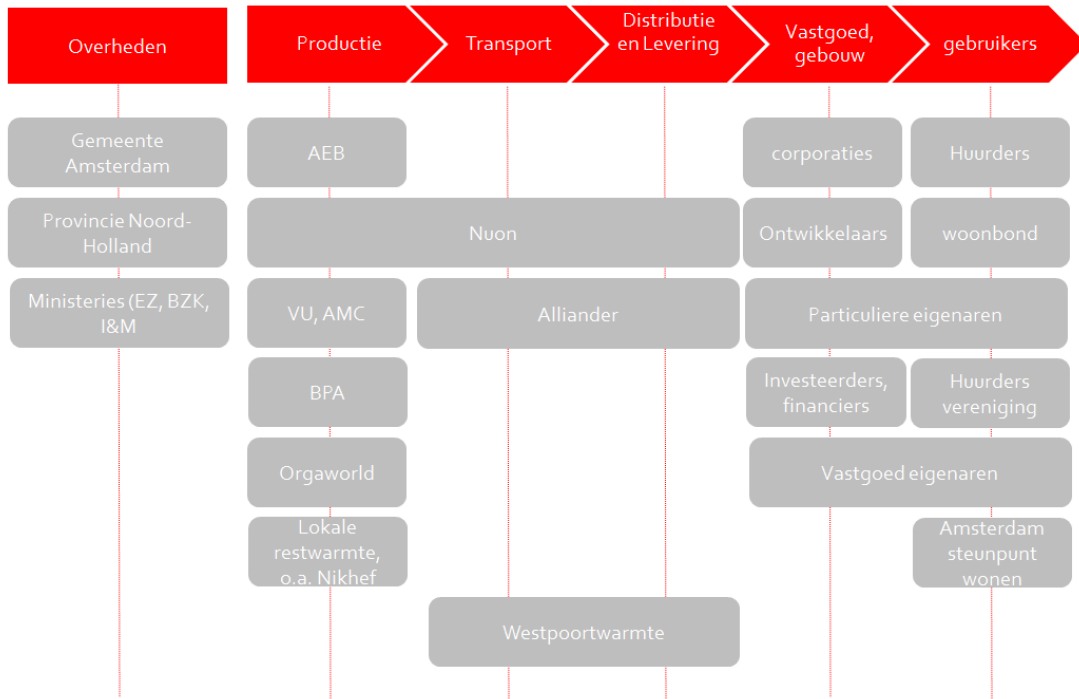 Overheden
Productie
Transport
Distributie
en Levering
Vastgoed,
gebouw
gebruikers
Gemeente
Amsterdam
AEB
corporaties
Huurders
Provincie Noord-
Holland
Nuon
Ontwikkelaars
woonbond
Ministeries (EZ, BZK,
I&M
VU, AMC
Alliander
Particuliere eigenaren
BPA
Investeerders,
financiers
Huurders
vereniging
Orgaworld
Vastgoed eigenaren
Lokale
restwarmte,
o.a. Nikhef
Amsterdam
steunpunt
wonen
Westpoortwarmte